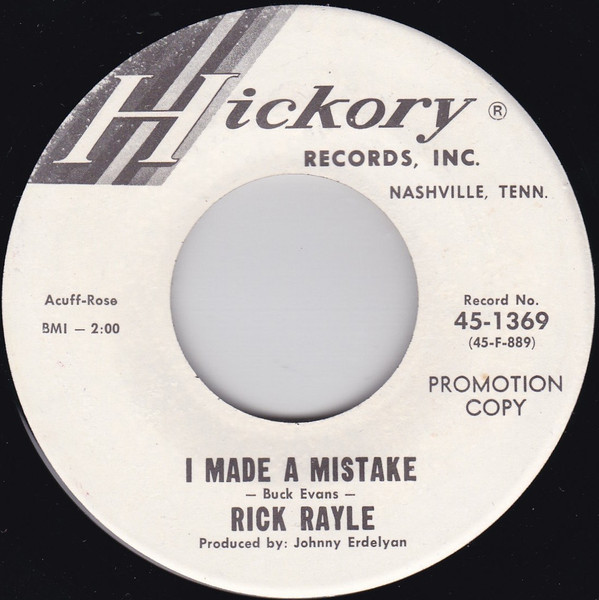 Hickory ®
RECORDS, INC.
NASHVILLE, TENN.
Acuff-Rose
BMI — 2:00
Record No.
45-1369
(45-F-889)
PROMOTION
COPY
I MADE A MISTAKE
— Buck Evans —
RICK RAYLE
Produced by: Johnny Erdelyan